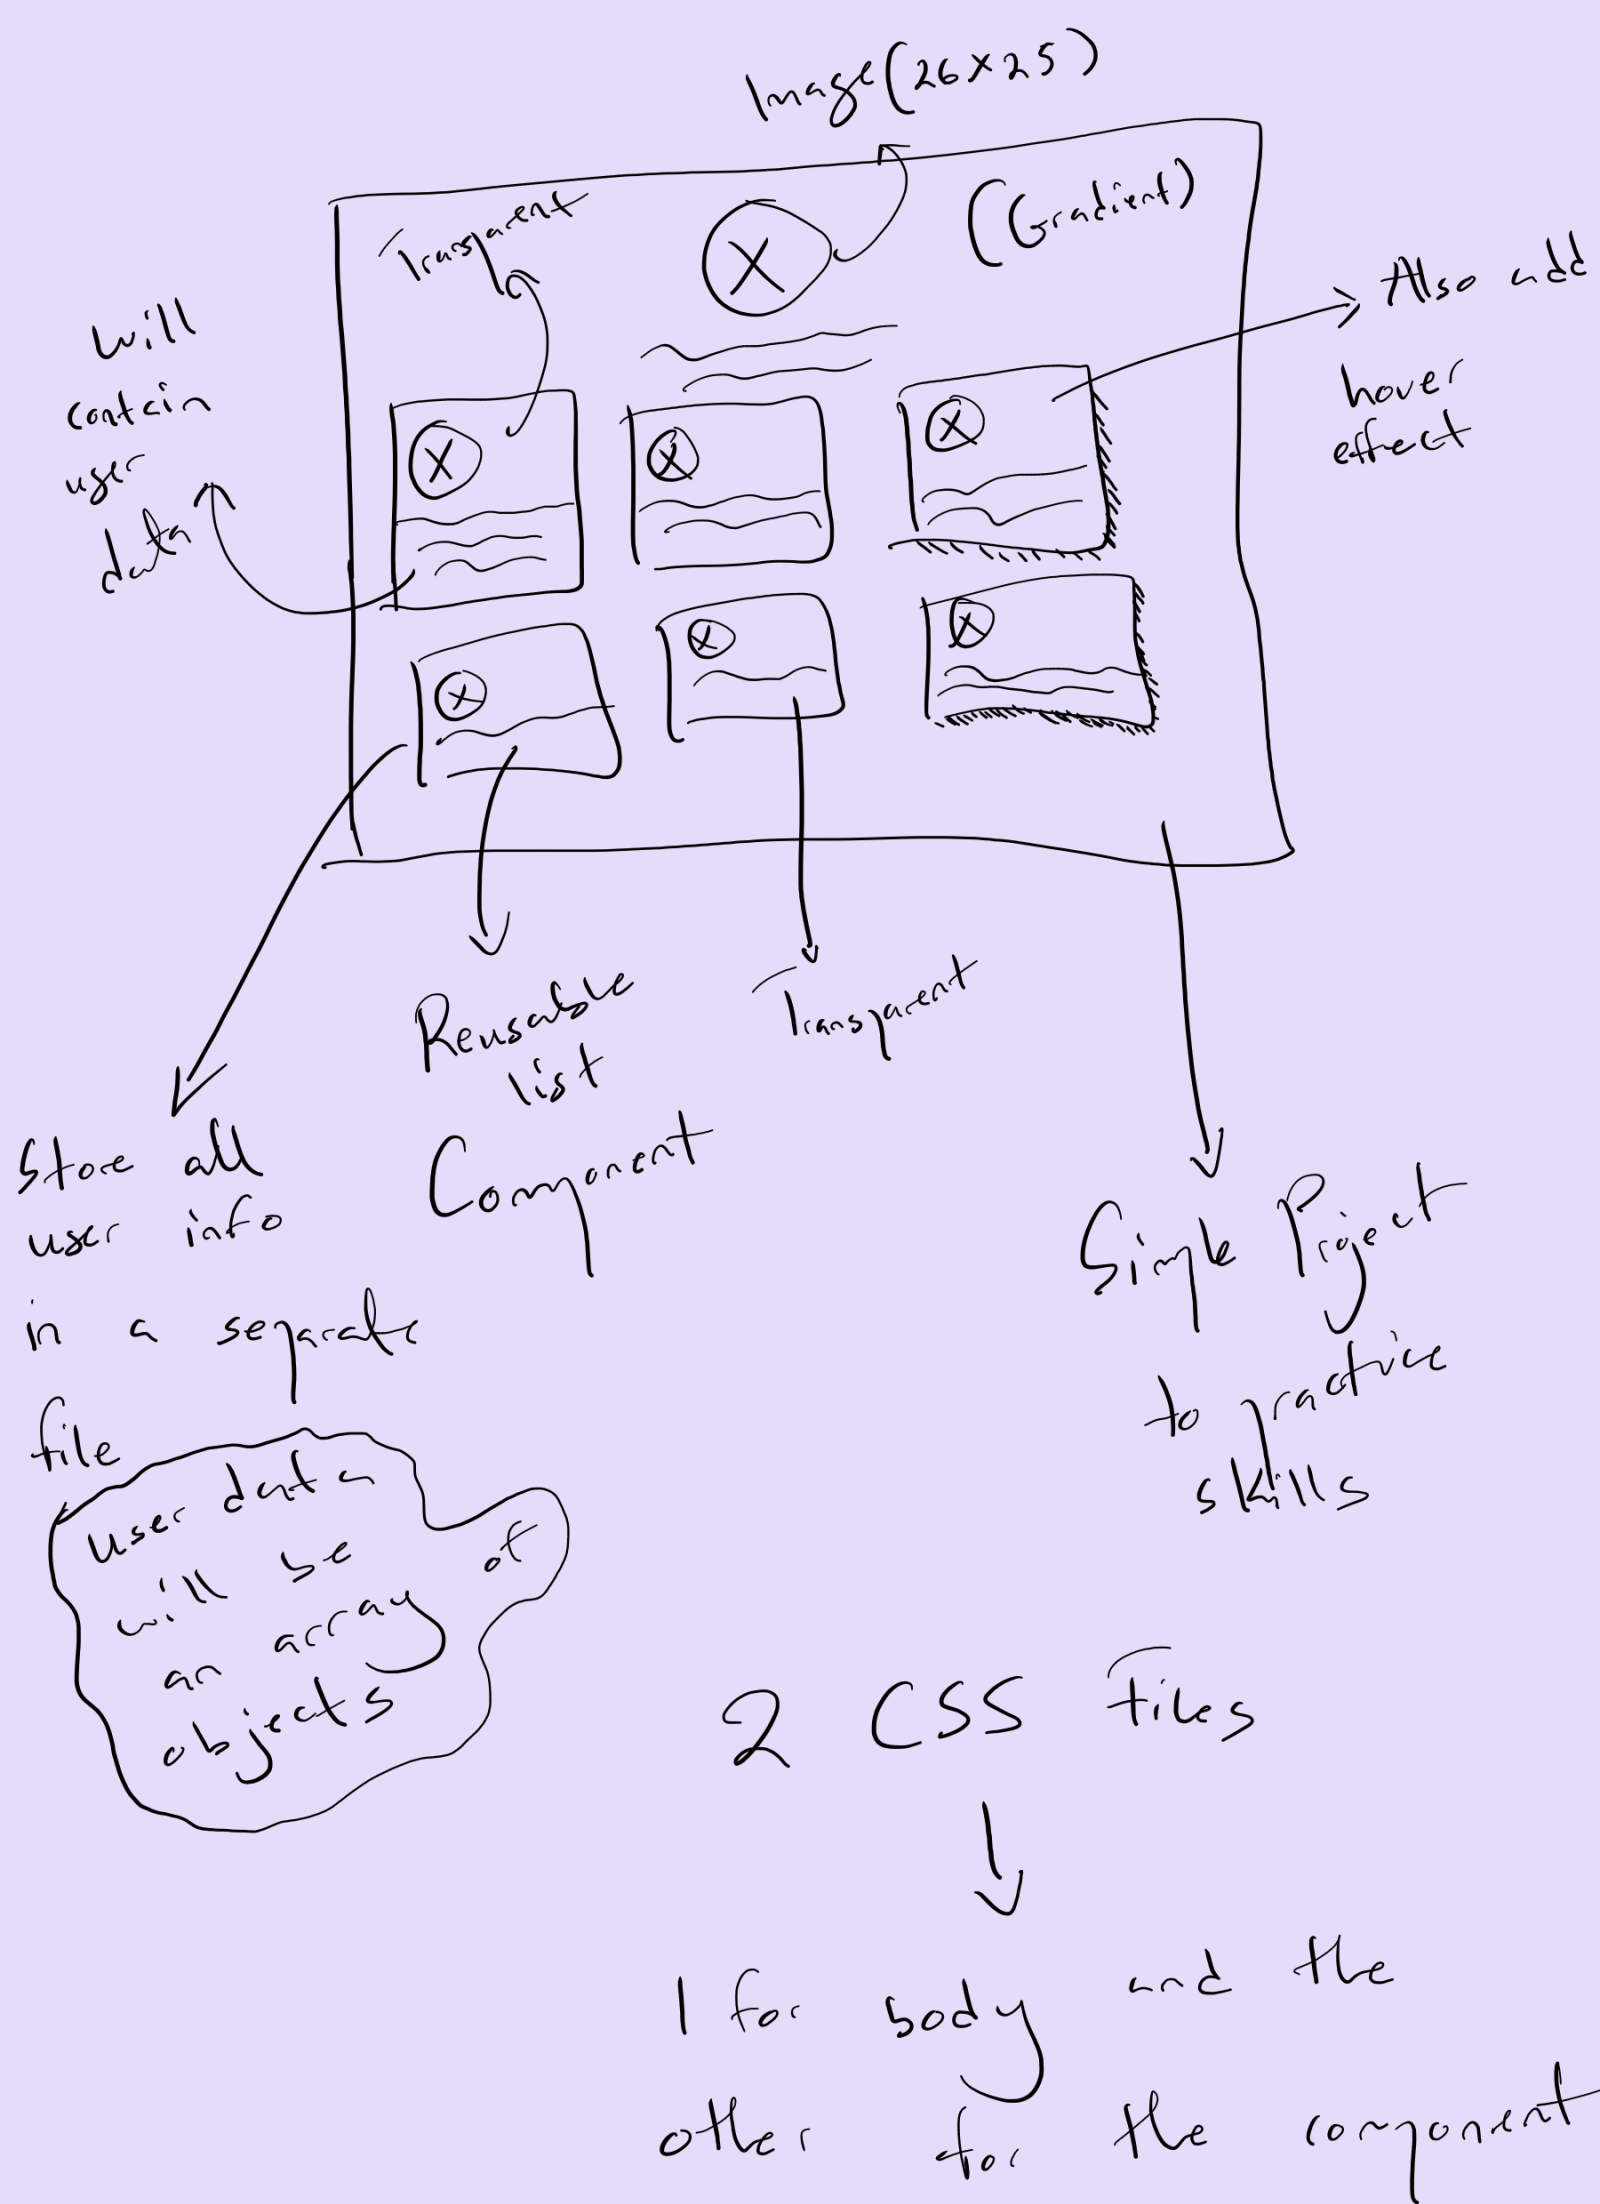 Image(26x25)
Transparent
(Gradient)
Also add
hover
effect
will
contain
user
data
Reusable
list
Component
Transparent
Store all
user info
in a separate
file
Simple Project
to practice
skills
user data
will be
an array of
objects
2 CSS Files
1 for body and the
other for the component